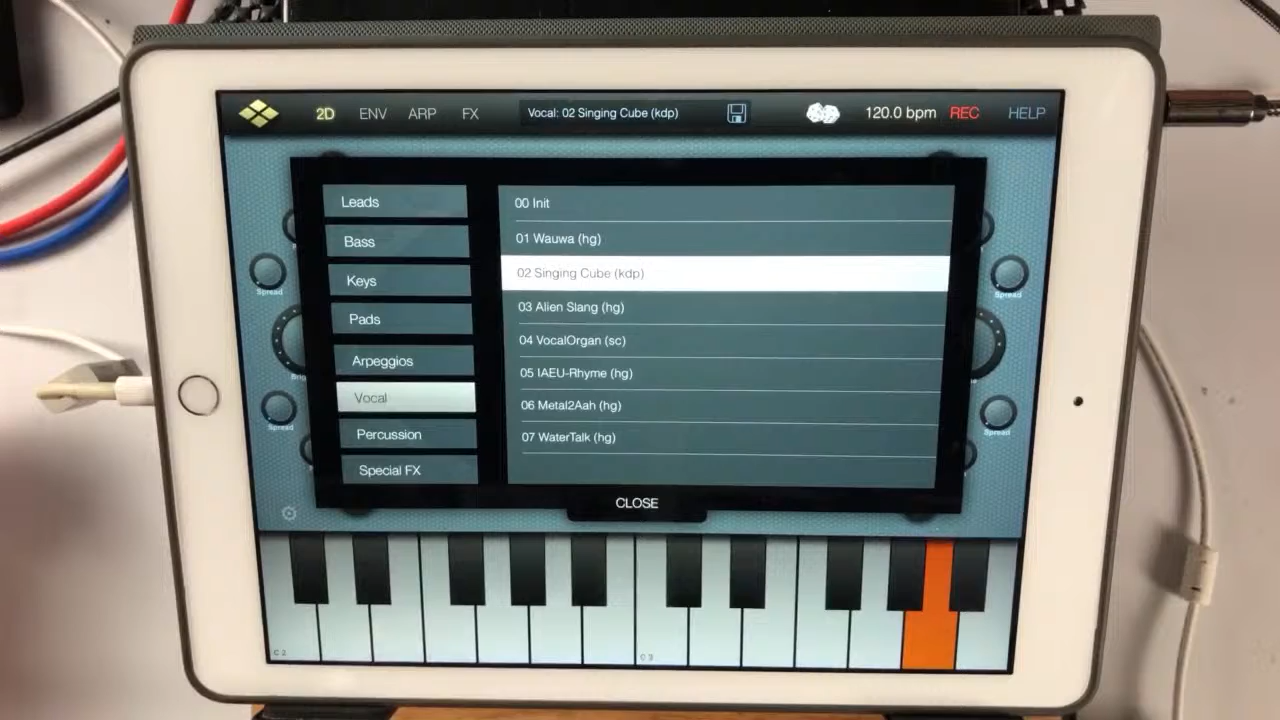 2D ENV ARP FX Vocal: 02 Singing Cube (kdp) 120.0 bpm REC HELP
Leads
Bass
Keys
Pads
Arpeggios
Vocal
Percussion
Special FX
00 Init
01 Wauwa (hg)
02 Singing Cube (kdp)
03 Alien Slang (hg)
04 VocalOrgan (sc)
05 IAEU-Rhyme (hg)
06 Metal2Aah (hg)
07 WaterTalk (hg)
CLOSE
Spread
Spread
Brig
Spread
Spread
C 2
C 3